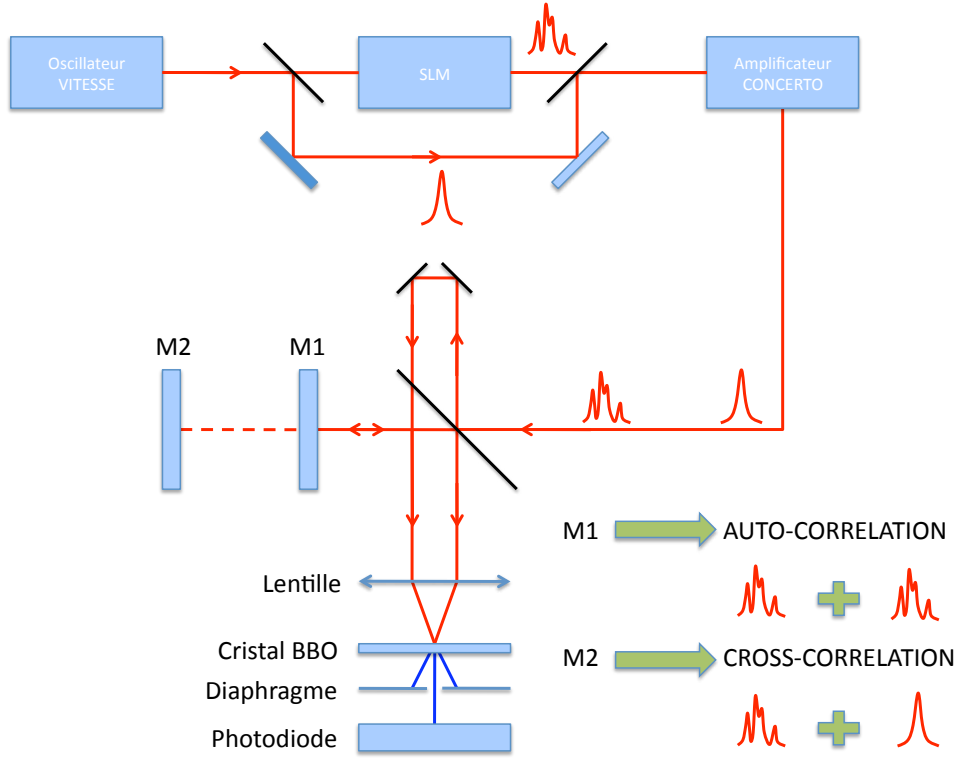 Oscillateur
VITESSE
SLM
Amplificateur
CONCERTO
M2
M1
M1
AUTO-CORRELATION
Lentille
Cristal BBO
M2
CROSS-CORRELATION
Diaphragme
Photodiode